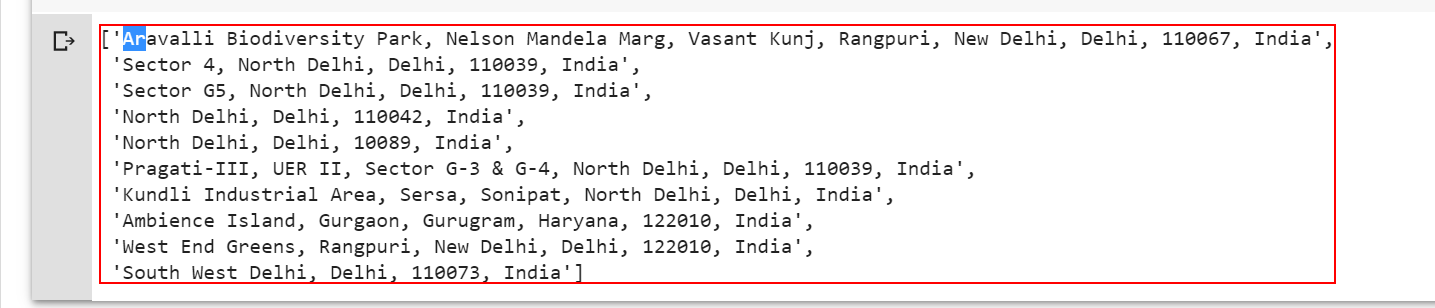 ['Aravalli Biodiversity Park, Nelson Mandela Marg, Vasant Kunj, Rangpuri, New Delhi, Delhi, 110067, India',
'Sector 4, North Delhi, Delhi, 110039, India',
'Sector G5, North Delhi, Delhi, 110039, India',
'North Delhi, Delhi, 110042, India',
'North Delhi, Delhi, 10089, India',
'Pragati-III, UER II, Sector G-3 & G-4, North Delhi, Delhi, 110039, India',
'Kundli Industrial Area, Sersa, Sonipat, North Delhi, Delhi, India',
'Ambience Island, Gurgaon, Gurugram, Haryana, 122010, India',
'West End Greens, Rangpuri, New Delhi, Delhi, 122010, India',
'South West Delhi, Delhi, 110073, India']